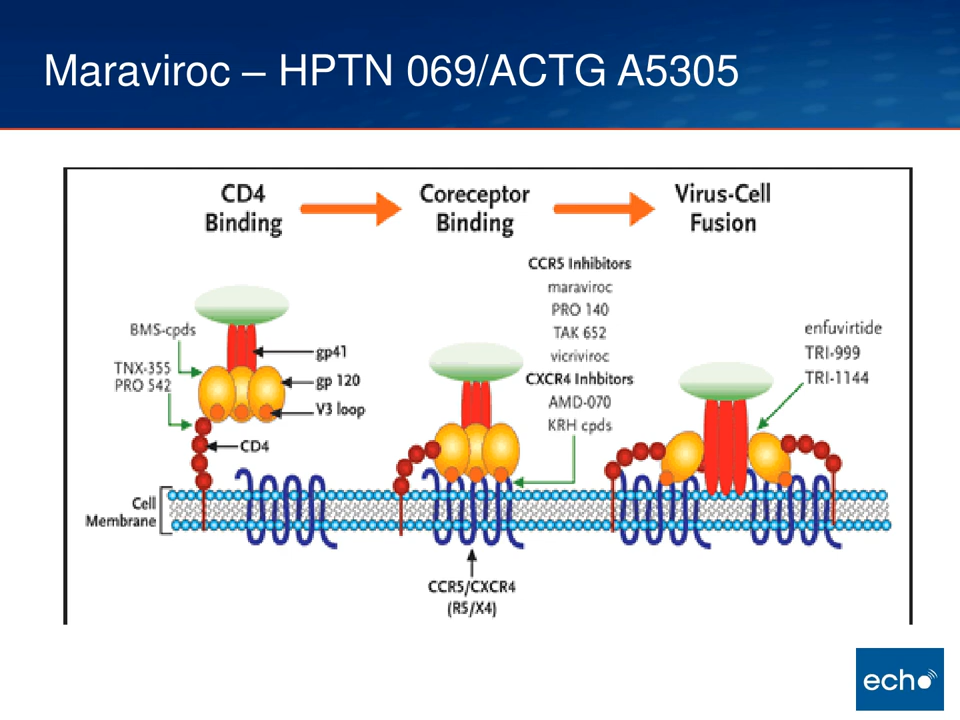 Maraviroc – HPTN 069/ACTG A5305
CD4
Binding
Coreceptor
Binding
Virus-Cell
Fusion
CCR5 Inhibitors
maraviroc
PRO 140
TAK 652
vicriviroc
CXCR4 Inhbitors
AMD-070
KRH cpds
BMS-cpds
TNX-355
PRO 542
gp41
gp 120
V3 loop
CD4
enfuvirtide
TRI-999
TRI-1144
Cell
Membrane
CCR5/CXCR4
(R5/X4)
echo